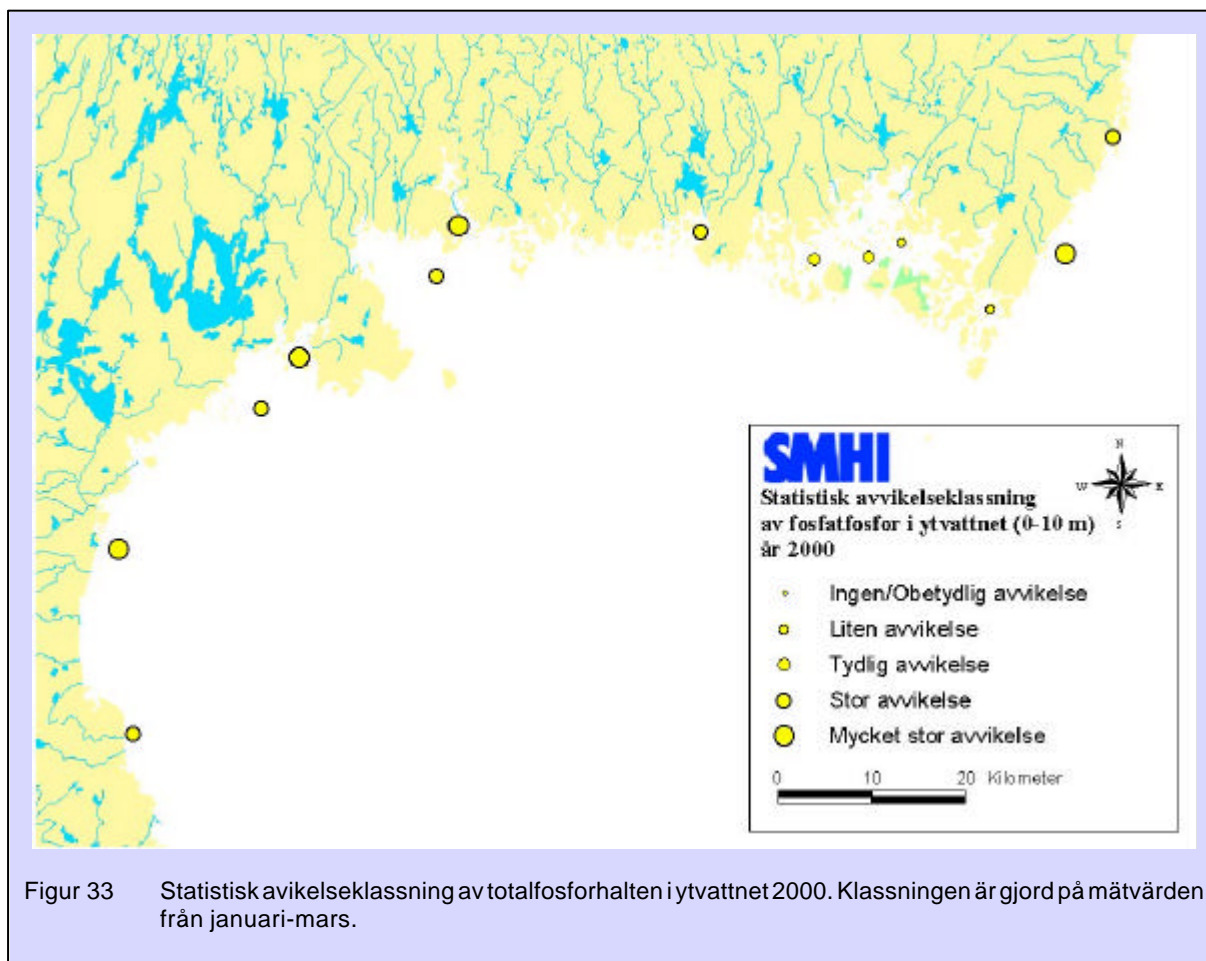 SMHI
N
W E
S
Statistisk avvikelseklassning
av fosfatfosfor i ytvattnet (0-10 m)
år 2000
Ingen/Obetydlig avvikelse
Liten avvikelse
Tydlig avvikelse
Stor avvikelse
Mycket stor avvikelse
0 10 20 Kilometer
Figur 33 Statistisk avikelseklassning av totalfosforhalten i ytvattnet 2000. Klassningen är gjord på mätvärden
från januari-mars.